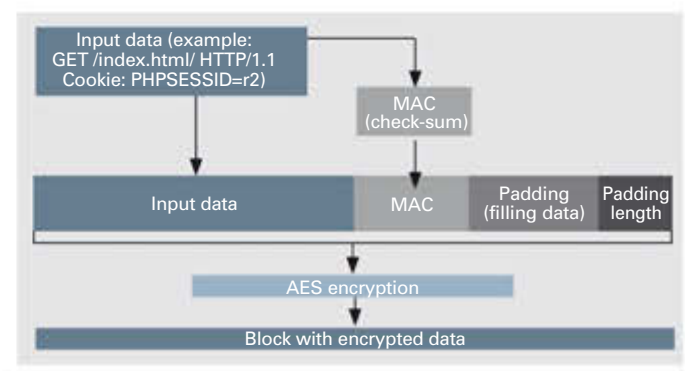 Input data (example:
GET /index.html/ HTTP/1.1
Cookie: PHPSESSID=r2)
MAC
(check-sum)
Input data
MAC
Padding
(filling data)
Padding
length
AES encryption
Block with encrypted data